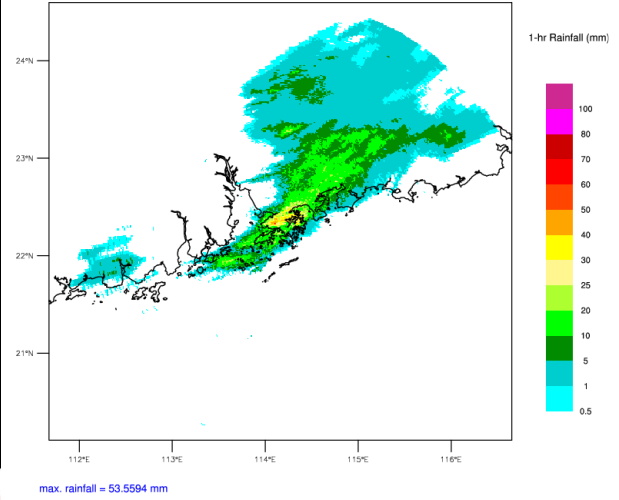 1-hr Rainfall (mm)
24°N
23°N
22°N
21°N
112°E
113°E
114°E
115°E
116°E
100
80
70
60
50
40
30
25
20
10
5
1
0.5
max. rainfall = 53.5594 mm